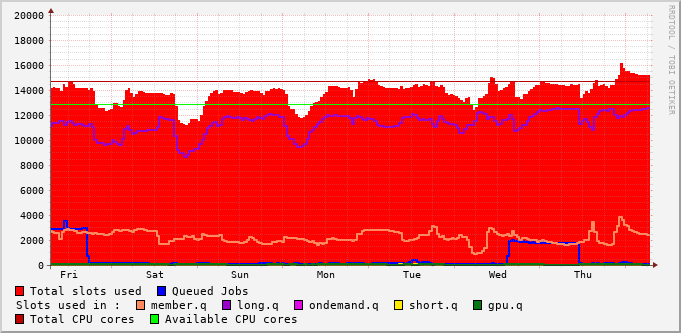 RRDTOOL / TOBI OETIKER
20000
18000
16000
14000
12000
10000
8000
6000
4000
2000
0
Fri Sat Sun Mon Tue Wed Thu
Total slots used Queued Jobs
Slots used in : member.q long.q ondemand.q short.q gpu.q
Total CPU cores Available CPU cores